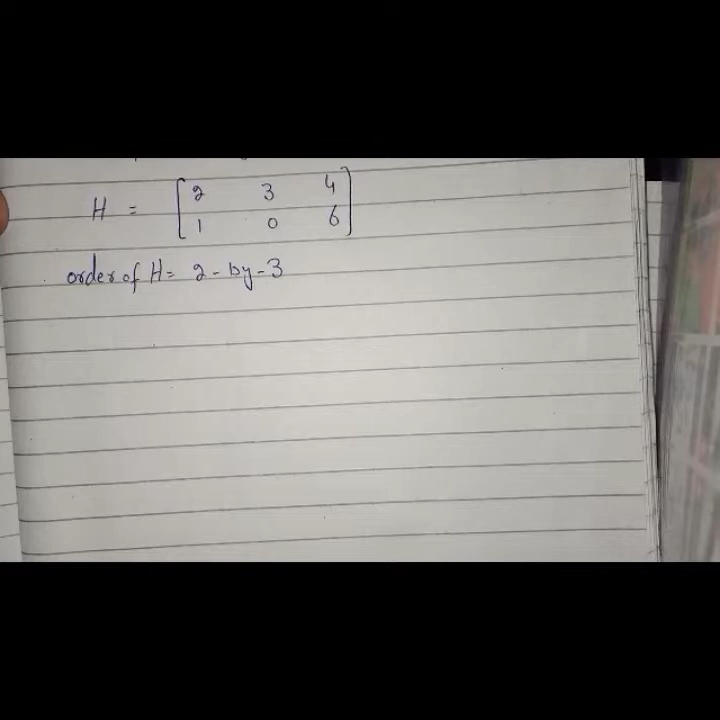 H = [2 3 4
1 0 6]
order of H = 2 - by - 3